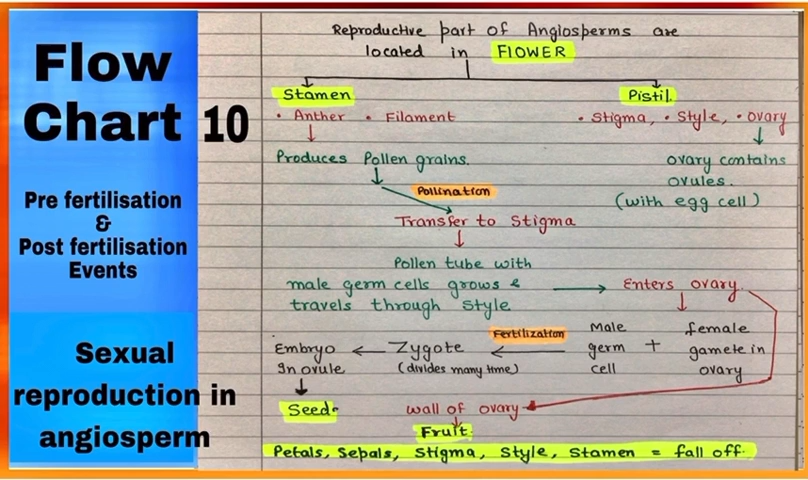 Flow
Chart 10
Pre fertilisation
&
Post fertilisation
Events
Sexual
reproduction in
angiosperm
Reproductive part of Angiosperms are
located in FLOWER
Stamen
• Anther • Filament
Produces Pollen grains.
Pollination
Transfer to Stigma
Pistil
• Stigma, • Style, • ovary
ovary contains
ovules.
(with egg cell)
Pollen tube with
male germ cells grows &
travels through style
Enters ovary
Male
germ
cell
+
female
gamete in
ovary
Fertilization
Zygote
(divides many time)
Embryo
In ovule
Seed
wall of ovary
Fruit
Petals, Sepals, Stigma, Style, Stamen = fall off.